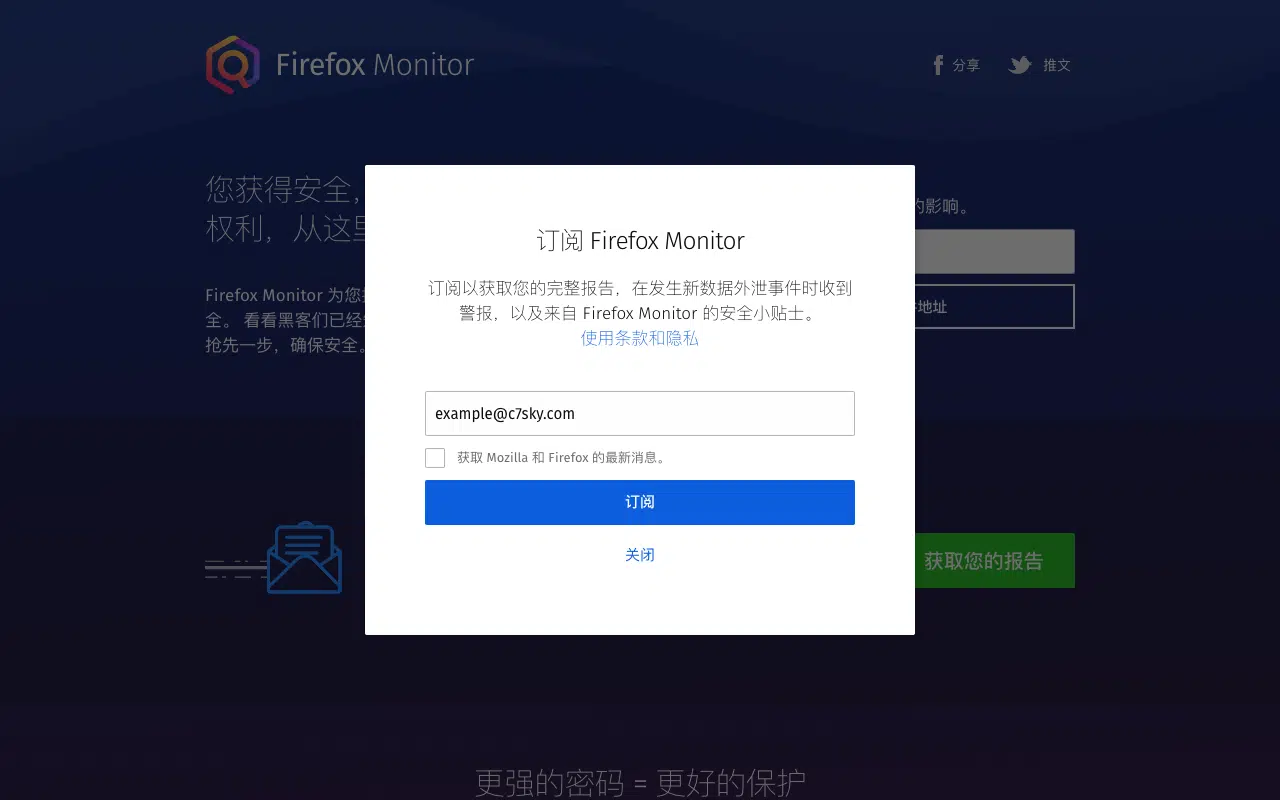 Firefox Monitor
分享
推文
您获得安全,
权利，从这里
的影响。
Firefox Monitor 为您
全。 看看黑客们已经
抢先一步，确保安全。
地址
订阅 Firefox Monitor
订阅以获取您的完整报告，在发生新数据外泄事件时收到
警报，以及来自 Firefox Monitor 的安全小贴士。
使用条款和隐私
example@c7sky.com
获取 Mozilla 和 Firefox 的最新消息。
订阅
关闭
获取您的报告
更强的密码 = 更好的保护